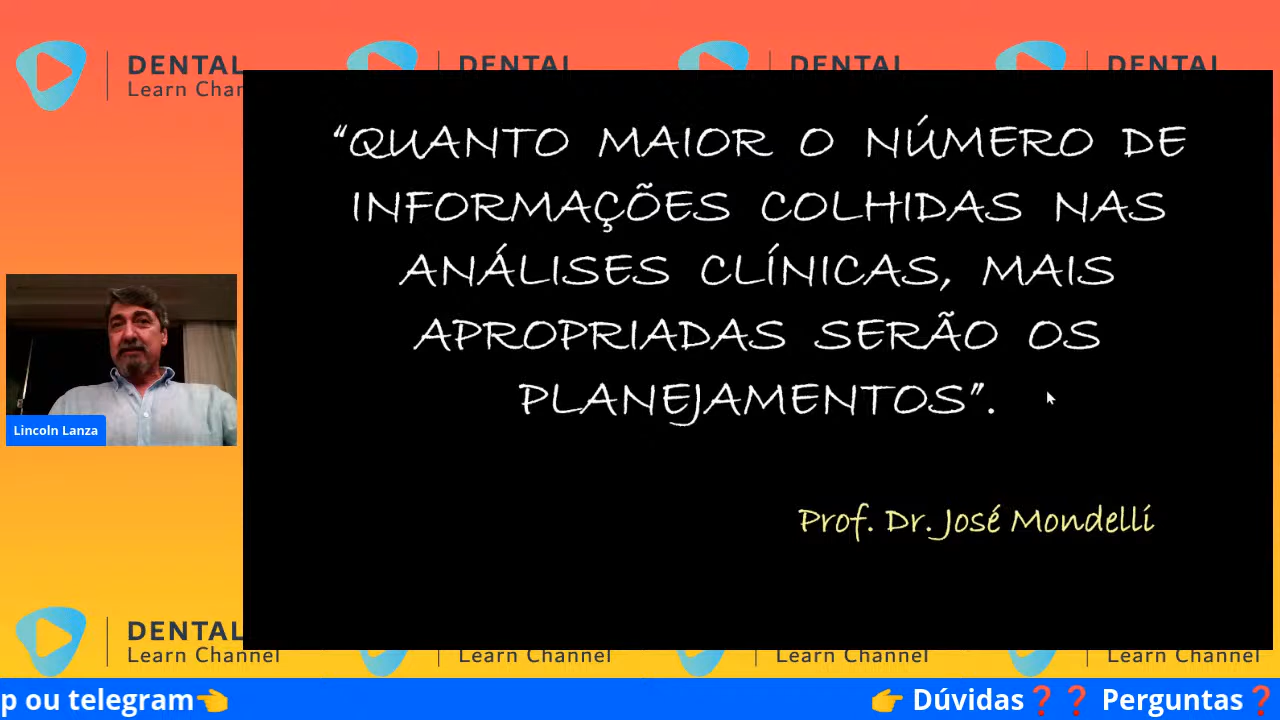 DENTAL
Learn Chan
DENTAL
DENTAL
DENTAL
“QUANTO MAIOR O NÚMERO DE
INFORMAÇÕES COLHIDAS NAS
ANÁLISES CLÍNICAS, MAIS
APROPRIADAS SERÃO OS
PLANEJAMENTOS”.
Prof. Dr. José Mondelli
Lincoln Lanza
DENTAL
Learn Channel
Learn Channel
Learn Channel
Learn Channel
p ou telegram👈
👉 Dúvidas❓❓ Perguntas❓